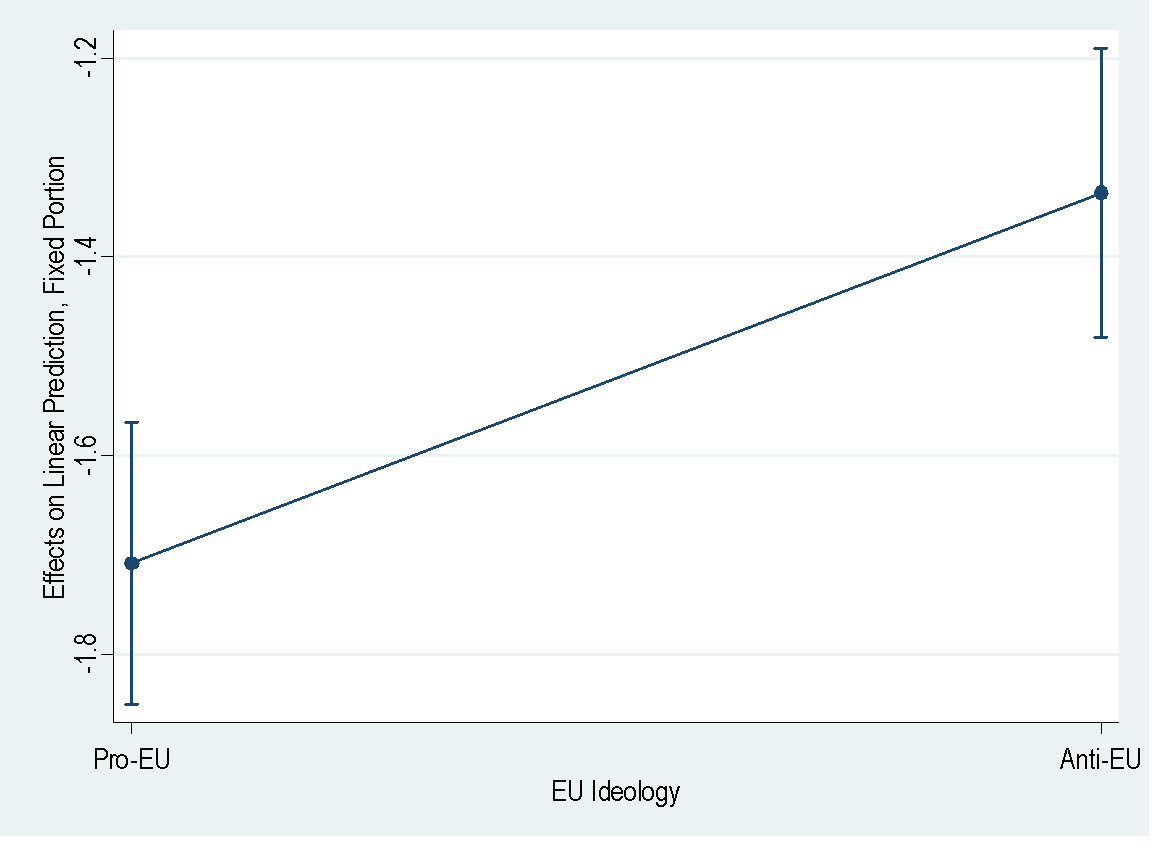 Effects on Linear Prediction, Fixed Portion
-1.2
-1.4
-1.6
-1.8
Pro-EU
Anti-EU
EU Ideology